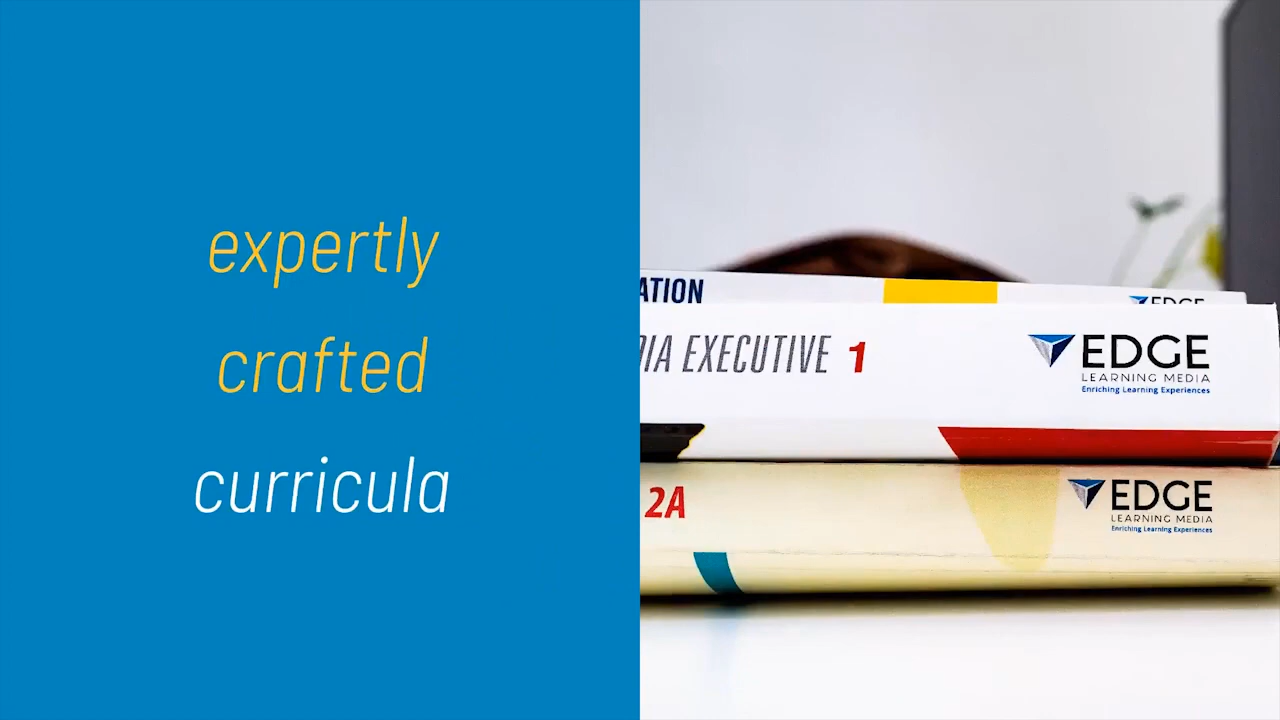 expertly
crafted
curricula
ATION
EDGE
IA EXECUTIVE 1
EDGE
LEARNING MEDIA
Enriching Learning Experiences
2A
EDGE
LEARNING MEDIA
Enriching Learning Experiences